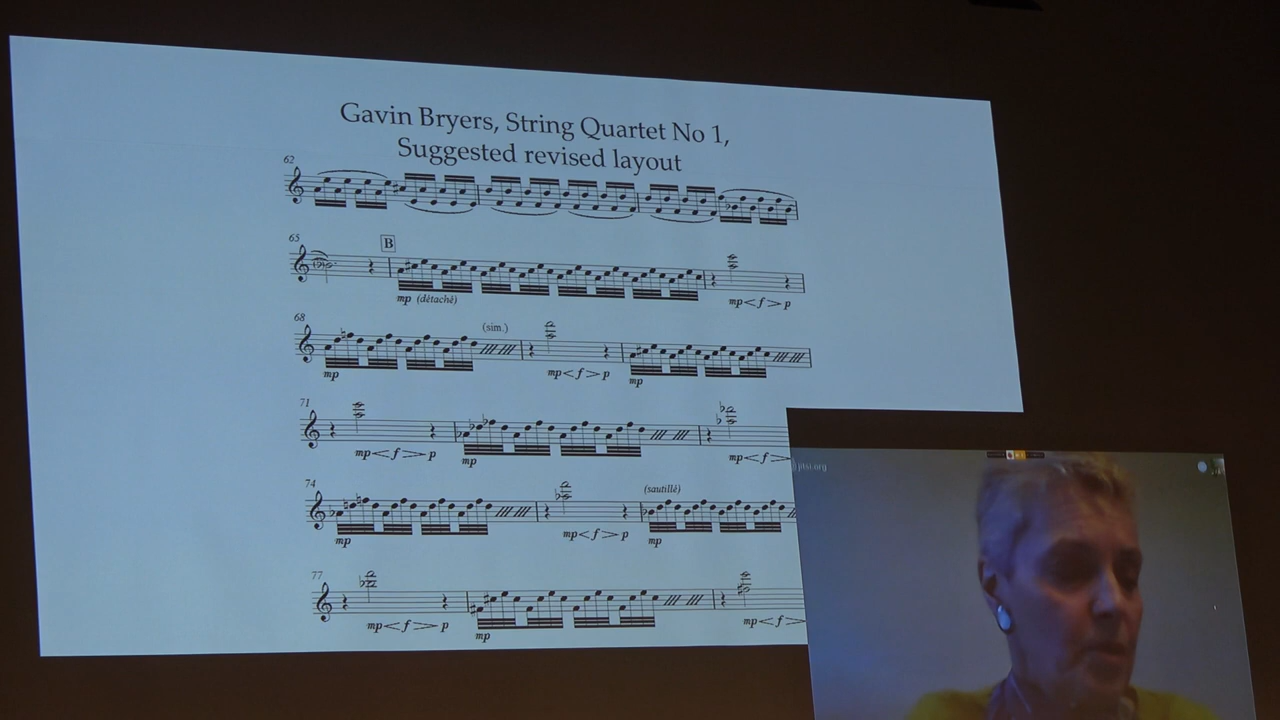 Gavin Bryers, String Quartet No 1,
Suggested revised layout
62
65
B
mp (détaché)
mp<f>p
68
(sim.)
mp
mp<f>p
mp
71
mp<f>p
mp
mp<f>
74
(sautillé)
mp
mp<f>p
mp
77
mp<f>p
mp
mp<f>